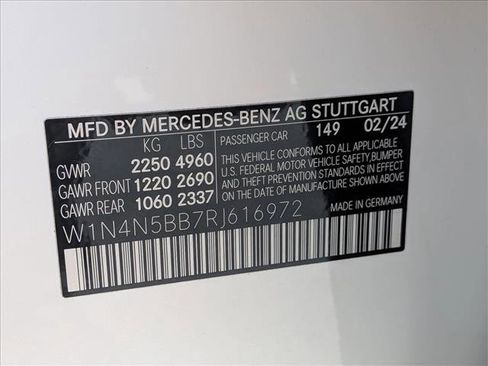 MFD BY MERCEDES-BENZ AG STUTTGART
KG LBS PASSENGER CAR 149 02/24
GVWR 2250 4960
GAWR FRONT 1220 2690
GAWR REAR 1060 2337
THIS VEHICLE CONFORMS TO ALL APPLICABLE
FEDERAL MOTOR VEHICLE SAFETY, BUMPER
AND THEFT PREVENTION STANDARDS IN EFFECT
ON THE DATE OF MANUFACTURE SHOWN ABOVE.
W1N4N5BB7RJ616972 MADE IN GERMANY